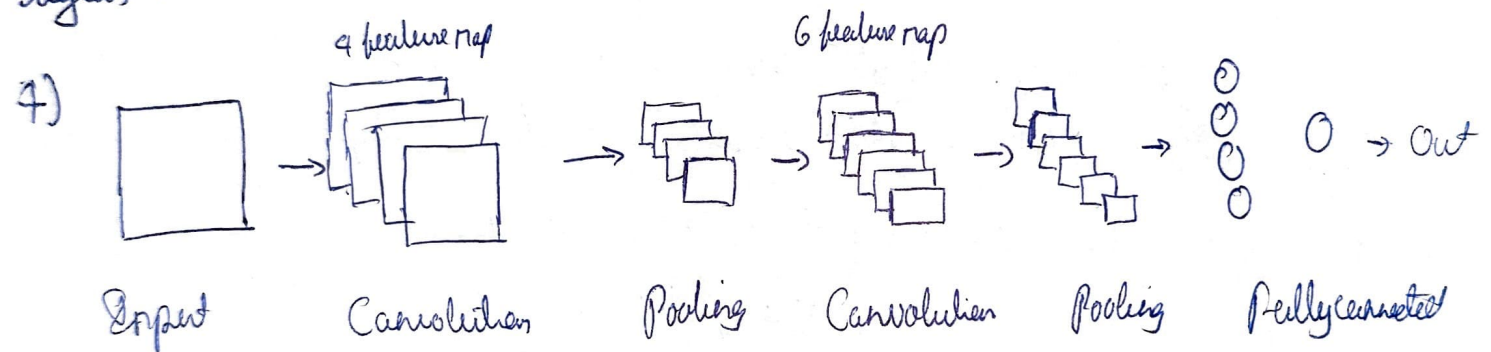 4 feature map
6 feature map
7)
→ Out
Input
Convolution
Pooling
Convolution
Pooling
Fully connected